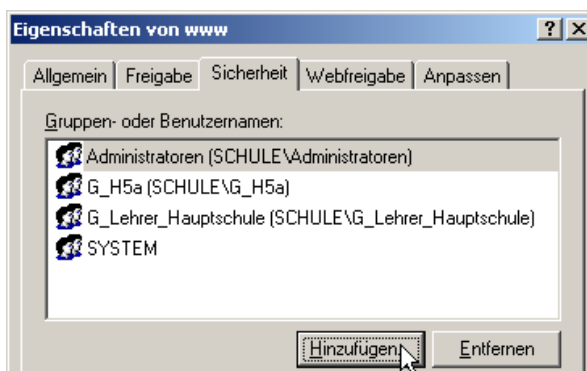 Eigenschaften von www
Allgemein Freigabe Sicherheit Webfreigabe Anpassen
Gruppen- oder Benutzernamen:
Administratoren (SCHULE\Administratoren)
G_H5a (SCHULE\G_H5a)
G_Lehrer_Hauptschule (SCHULE\G_Lehrer_Hauptschule)
SYSTEM
Hinzufügen... Entfernen